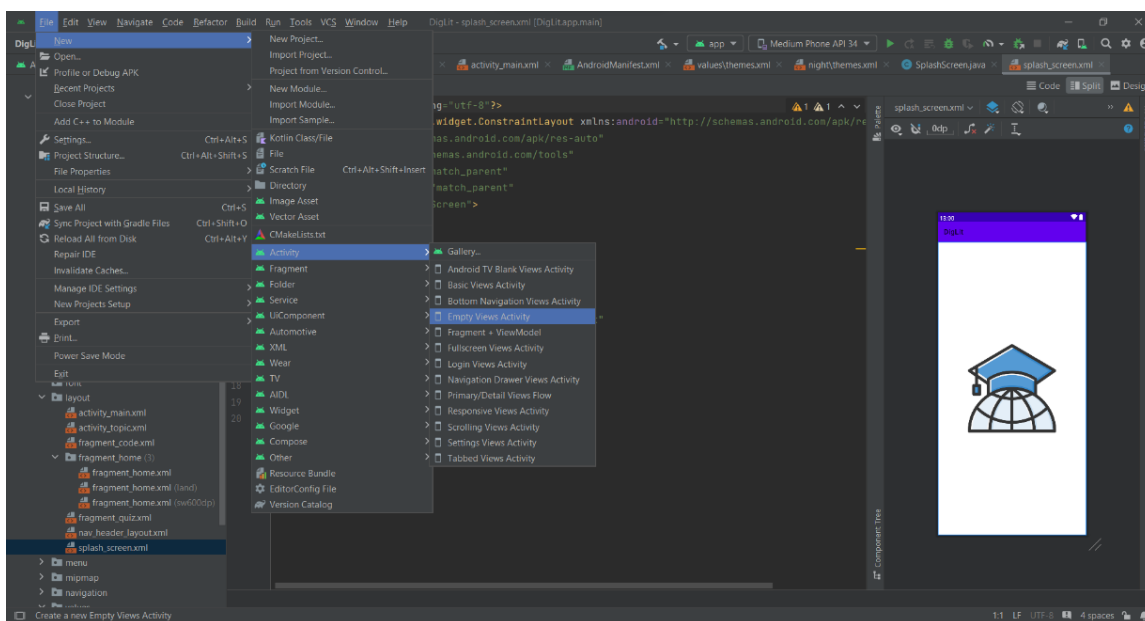 File Edit View Navigate Code Refactor Build Run Tools VCS Window Help DigLit - splash_screen.xml [DigLit.app.main]
DigL
app
Medium Phone API 34
activity_main.xml
AndroidManifest.xml
values\themes.xml
night\themes.xml
SplashScreen.java
splash_screen.xml
Code Split Desig
New
Open...
Profile or Debug APK
Recent Projects
Close Project
Add C++ to Module
Settings... Ctrl+Alt+S
Project Structure... Ctrl+Alt+Shift+S
File Properties
Local History
Save All Ctrl+S
Sync Project with Gradle Files Ctrl+Shift+O
Reload All from Disk Ctrl+Alt+Y
Repair IDE
Invalidate Caches...
Manage IDE Settings
New Projects Setup
Export
Print...
Power Save Mode
Exit
New Project...
Import Project...
Project from Version Control...
New Module...
Import Module...
Import Sample...
Kotlin Class/File
File
Scratch File Ctrl+Alt+Shift+Insert
Directory
Image Asset
Vector Asset
CMakeLists.txt
Activity
Fragment
Folder
Service
UiComponent
Automotive
XML
Wear
TV
AIDL
Widget
Google
Compose
Other
Resource Bundle
EditorConfig File
Version Catalog
Gallery...
Android TV Blank Views Activity
Basic Views Activity
Bottom Navigation Views Activity
Empty Views Activity
Fragment + ViewModel
Fullscreen Views Activity
Login Views Activity
Navigation Drawer Views Activity
Primary/Detail Views Flow
Responsive Views Activity
Scrolling Views Activity
Settings Views Activity
Tabbed Views Activity
ng="utf-8"?>
.widget.ConstraintLayout xmlns:android="http://schemas.android.com/apk/re
mas.android.com/apk/res-auto"
hemas.android.com/tools"
match_parent"
"match_parent"
Screen">
1 1
18
19
20
font
layout
activity_main.xml
activity_topic.xml
fragment_code.xml
fragment_home (3)
fragment_home.xml
fragment_home.xml (land)
fragment_home.xml (sw600dp)
fragment_quiz.xml
nav_header_layout.xml
splash_screen.xml
menu
mipmap
navigation
values
Palette
splash_screen.xml
0dp
Component Tree
DigLit
Create a new Empty Views Activity
1:1 LF UTF-8 4 spaces